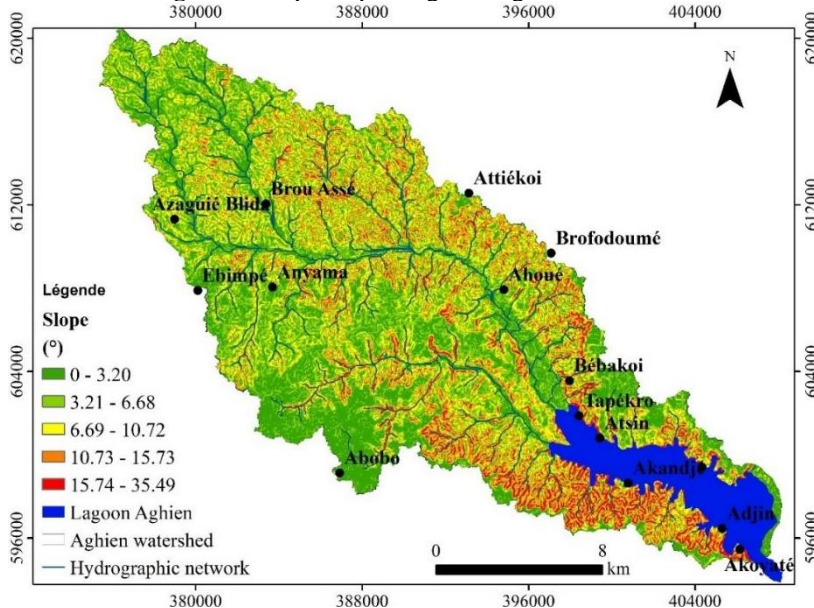 380000 388000 396000 404000
620000 620000
N
Attiékoi
612000 612000
Brou Assé
Azaguié Blida
Brofodoumé
Ebimpé Anyama Ahoué
Légende
Slope
(°)
0 - 3.20
3.21 - 6.68
6.69 - 10.72
10.73 - 15.73
15.74 - 35.49
Lagoon Aghien
Aghien watershed
Hydrographic network
604000 604000
Bébakoi
Tapékro
Atsin
Abobo
Akandjé
Adjin
Akoyaté
596000 596000
0 8
km
380000 388000 396000 404000